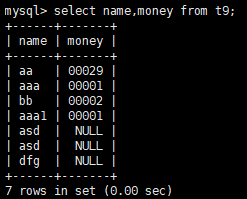 mysql> select name,money from t9;
+------+-------+
| name | money |
+------+-------+
| aa   | 00029 |
| aaa  | 00001 |
| bb   | 00002 |
| aaa1 | 00001 |
| asd  |  NULL |
| asd  |  NULL |
| dfg  |  NULL |
+------+-------+
7 rows in set (0.00 sec)